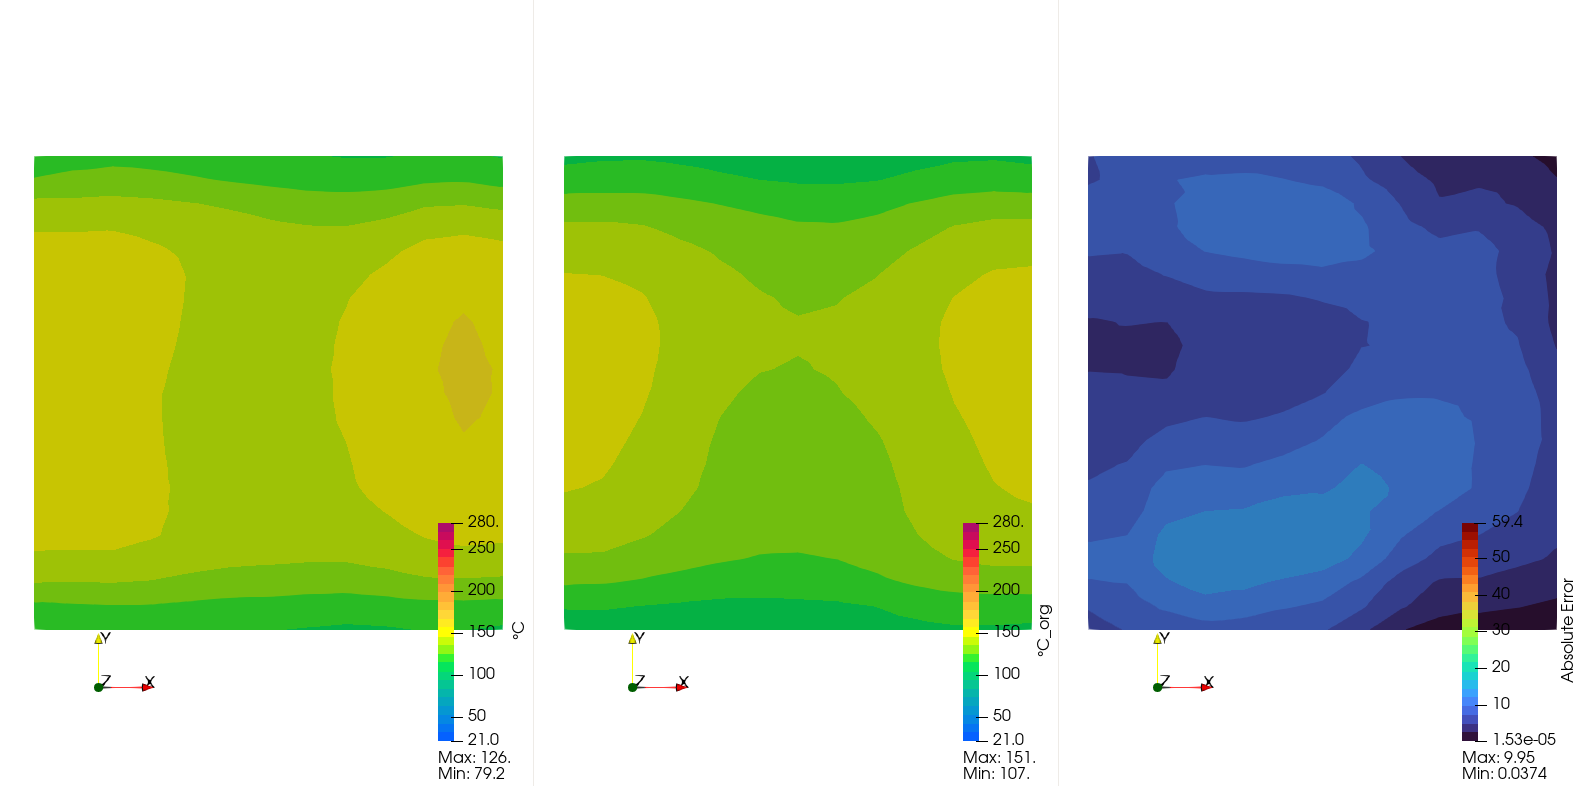 280.
250
200
150
100
50
21.0
°C
Max: 126.
Min: 79.2
Y
Z
X
280.
250
200
150
100
50
21.0
°C_org
Max: 151.
Min: 107.
Y
Z
X
59.4
50
40
30
20
10
1.53e-05
Absolute Error
Max: 9.95
Min: 0.0374
Y
Z
X